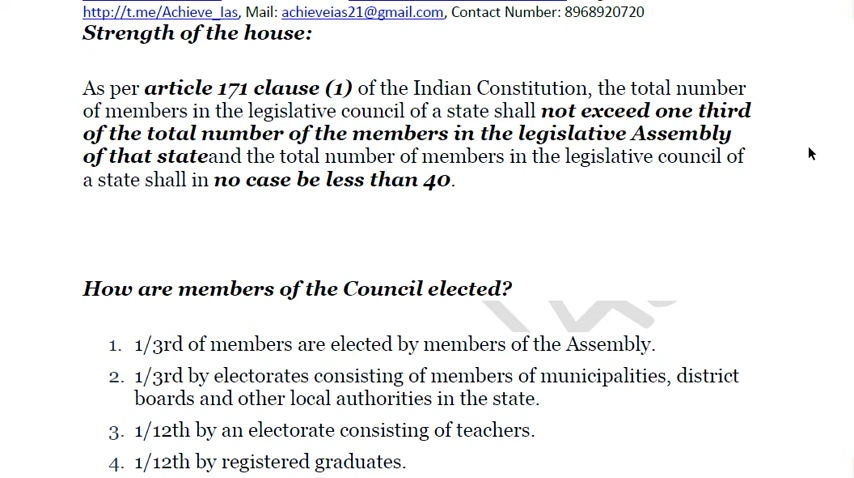 http://t.me/Achieve_Ias, Mail: achieveias21@gmail.com, Contact Number: 8968920720
Strength of the house:
As per article 171 clause (1) of the Indian Constitution, the total number
of members in the legislative council of a state shall not exceed one third
of the total number of the members in the legislative Assembly
of that stateand the total number of members in the legislative council of
a state shall in no case be less than 40.
How are members of the Council elected?
1. 1/3rd of members are elected by members of the Assembly.
2. 1/3rd by electorates consisting of members of municipalities, district
boards and other local authorities in the state.
3. 1/12th by an electorate consisting of teachers.
4. 1/12th by registered graduates.